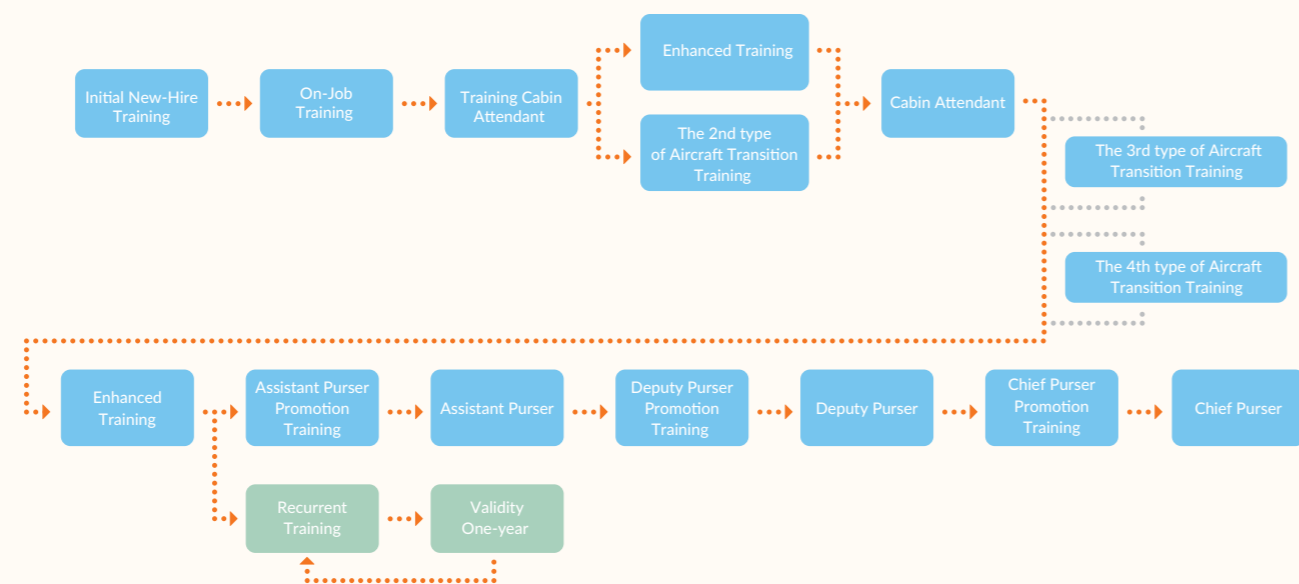 Initial New-Hire
Training
On-Job
Training
Training Cabin
Attendant
Enhanced Training
The 2nd type
of Aircraft Transition
Training
Cabin Attendant
The 3rd type of Aircraft
Transition Training
The 4th type of Aircraft
Transition Training
Enhanced
Training
Assistant Purser
Promotion
Training
Assistant Purser
Deputy Purser
Promotion
Training
Deputy Purser
Chief Purser
Promotion
Training
Chief Purser
Recurrent
Training
Validity
One-year